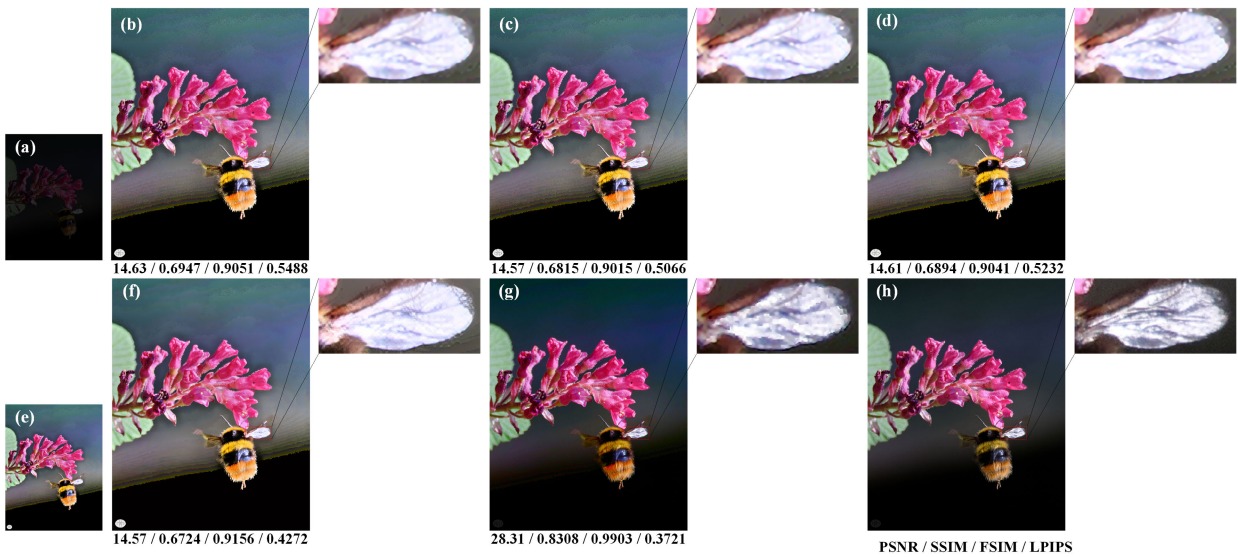 (a)
(b)
(c)
(d)
14.63 / 0.6947 / 0.9051 / 0.5488
14.57 / 0.6815 / 0.9015 / 0.5066
14.61 / 0.6894 / 0.9041 / 0.5232
(e)
(f)
(g)
(h)
14.57 / 0.6724 / 0.9156 / 0.4272
28.31 / 0.8308 / 0.9903 / 0.3721
PSNR / SSIM / FSIM / LPIPS